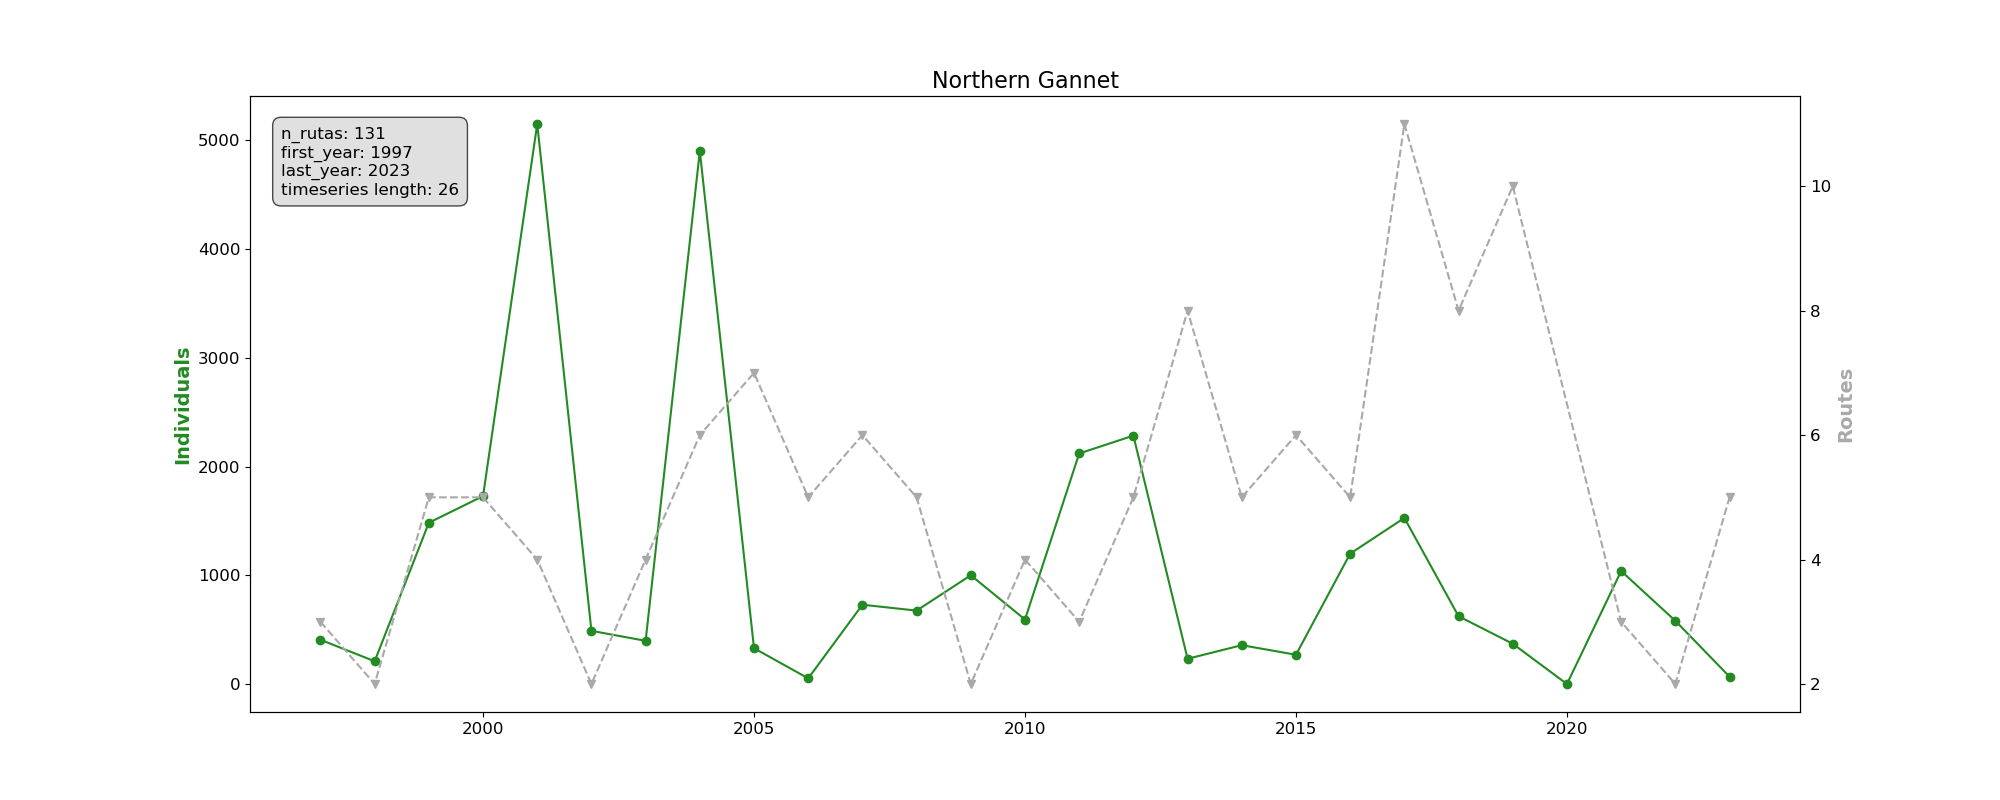 Northern Gannet
n_rutas: 131
first_year: 1997
last_year: 2023
timeseries length: 26
Individuals
5000
4000
3000
2000
1000
0
10
8
6
4
2
Routes
2000
2005
2010
2015
2020